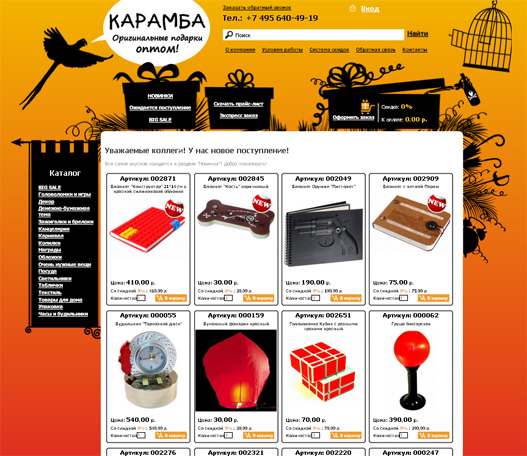 КАРАМБА
Оригинальные подарки
оптом!
Заказать обратный звонок
Вход
Тел.: +7 495 640-49-19
Поиск
Найти
О компании
Условия работы
Система скидок
Обратная связь
Контакты
НОВИНКИ
Ожидается поступление
BIG SALE
Скачать прайс-лист
Экспресс заказ
Оформить заказ
Скидка: 0%
К оплате: 0.00 р.
Каталог
BIG SALE
Головоломки и игры
Декор
Денежно-бумажная
тема
Зажигалки и брелоки
Канцелярия
Карнавал
Копилки
Награды
Обложки
Очень нужные вещи
Посуда
Светильники
Таблички
Текстиль
Товары для дома
Упаковка
Часы и будильники
Уважаемые коллеги! У нас новое поступление!
Все самое вкусное находится в разделе "Новинки"! Добро пожаловать!
Артикул: 002871
Блокнот "Конструктор" 21*14 см с
красной силиконовой обложкой
NEW
Цена: 410,00 р.
Со скидкой 0% : 410,00 р.
Количество:
В корзину
Артикул: 002845
Блокнот "Кость" коричневый
NEW
Цена: 30,00 р.
Со скидкой 0% : 30,00 р.
Количество:
В корзину
Артикул: 002049
Блокнот Оружие "Пистолет"
Цена: 190,00 р.
Со скидкой 0% : 190,00 р.
Количество:
В корзину
Артикул: 002909
Блокнот с веткой Париж
NEW
Цена: 75,00 р.
Со скидкой 0% : 75,00 р.
Количество:
В корзину
Артикул: 000055
Будильник "Тормозной диск"
Цена: 540,00 р.
Со скидкой 0% : 540,00 р.
Количество:
В корзину
Артикул: 000159
Бумажный фонарик красный
Цена: 30,00 р.
Со скидкой 0% : 30,00 р.
Количество:
В корзину
Артикул: 002651
Головоломка Кубик с разными
гранями красный
Цена: 70,00 р.
Со скидкой 0% : 70,00 р.
Количество:
В корзину
Артикул: 000062
Груша боксерская
Цена: 390,00 р.
Со скидкой 0% : 390,00 р.
Количество:
В корзину
Артикул: 002276
Артикул: 002321
Артикул: 002220
Артикул: 000247